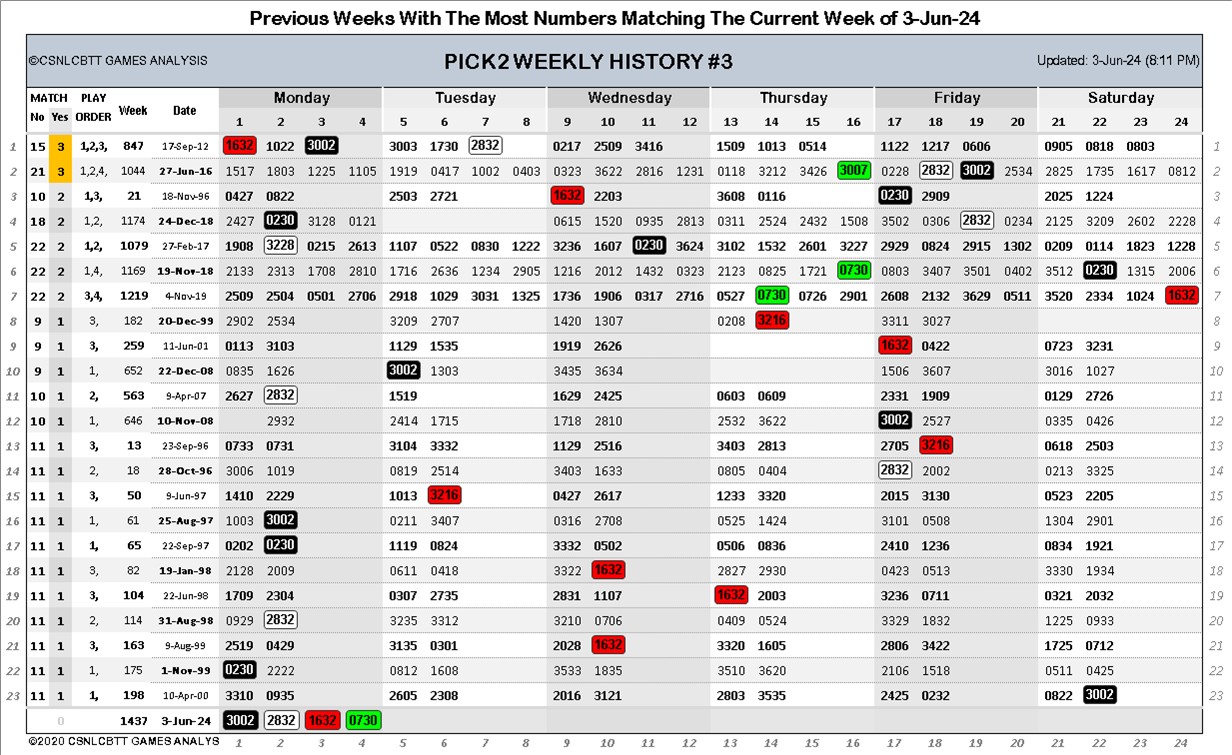 Previous Weeks With The Most Numbers Matching The Current Week of 3-Jun-24
©CSNLCBTT GAMES ANALYSIS PICK2 WEEKLY HISTORY #3 Updated: 3-Jun-24 (8:11 PM)
MATCH PLAY Week Date Monday Tuesday Wednesday Thursday Friday Saturday
No Yes ORDER 1 2 3 4 5 6 7 8 9 10 11 12 13 14 15 16 17 18 19 20 21 22 23 24
1 15 3 1,2,3, 847 17-Sep-12 1632 1022 3002 3003 1730 2832 0217 2509 3416 1509 1013 0514 1122 1217 0606 0905 0818 0803 1
2 21 3 1,2,4, 1044 27-Jun-16 1517 1803 1225 1105 1919 0417 1002 0403 0323 3622 2816 1231 0118 3212 3426 3007 0228 2832 3002 2534 2825 1735 1617 0812 2
3 10 2 1,3, 21 18-Nov-96 0427 0822 2503 2721 1632 2203 3608 0116 0230 2909 2025 1224 3
4 18 2 1,2, 1174 24-Dec-18 2427 0230 3128 0121 0615 1520 0935 2813 0311 2524 2432 1508 3502 0306 2832 0234 2125 3209 2602 2228 4
5 22 2 1,2, 1079 27-Feb-17 1908 3228 0215 2613 1107 0522 0830 1222 3236 1607 0230 3624 3102 1532 2601 3227 2929 0824 2915 1302 0209 0114 1823 1228 5
6 22 2 1,4, 1169 19-Nov-18 2133 2313 1708 2810 1716 2636 1234 2905 1216 2012 1432 0323 2123 0825 1721 0730 0803 3407 3501 0402 3512 0230 1315 2006 6
7 22 2 3,4, 1219 4-Nov-19 2509 2504 0501 2706 2918 1029 3031 1325 1736 1906 0317 2716 0527 0730 0726 2901 2608 2132 3629 0511 3520 2334 1024 1632 7
8 9 1 3, 182 20-Dec-99 2902 2534 3209 2707 1420 1307 0208 3216 3311 3027 8
9 9 1 3, 259 11-Jun-01 0113 3103 1129 1535 1919 2626 1632 0422 0723 3231 9
10 9 1 1, 652 22-Dec-08 0835 1626 3002 1303 3435 3634 1506 3607 3016 1027 10
11 10 1 2, 563 9-Apr-07 2627 2832 1519 1629 2425 0603 0609 2331 1909 0129 2726 11
12 10 1 1, 646 10-Nov-08 2932 2414 1715 1718 2810 2532 3622 3002 2527 0335 0426 12
13 11 1 3, 13 23-Sep-96 0733 0731 3104 3332 1129 2516 3403 2813 2705 3216 0618 2503 13
14 11 1 2, 18 28-Oct-96 3006 1019 0819 2514 3403 1633 0805 0404 2832 2002 0213 3325 14
15 11 1 3, 50 9-Jun-97 1410 2229 1013 3216 0427 2617 1233 3320 2015 3130 0523 2205 15
16 11 1 1, 61 25-Aug-97 1003 3002 0211 3407 0316 2708 0525 1424 3101 0508 1304 2901 16
17 11 1 1, 65 22-Sep-97 0202 0230 1119 0824 3332 0502 0506 0836 2410 1236 0834 1921 17
18 11 1 3, 82 19-Jan-98 2128 2009 0611 0418 3322 1632 2827 2930 0423 0513 3330 1934 18
19 11 1 3, 104 22-Jun-98 1709 2304 0307 2735 2831 1107 1632 2003 3236 0711 0321 2032 19
20 11 1 2, 114 31-Aug-98 0929 2832 3235 3312 3210 0706 0409 0524 3329 1832 1225 0933 20
21 11 1 3, 163 9-Aug-99 2519 0429 3135 0301 2028 1632 3320 1605 2806 3422 1725 0712 21
22 11 1 1, 175 1-Nov-99 0230 2222 0812 1608 3533 1835 3510 3620 2106 1518 0511 0425 22
23 11 1 1, 198 10-Apr-00 3310 0935 2605 2308 2016 3121 2803 3535 2425 0232 0822 3002 23
0 1437 3-Jun-24 3002 2832 1632 0730
©2020 CSNLCBTT GAMES ANALYS 1 2 3 4 5 6 7 8 9 10 11 12 13 14 15 16 17 18 19 20 21 22 23 24